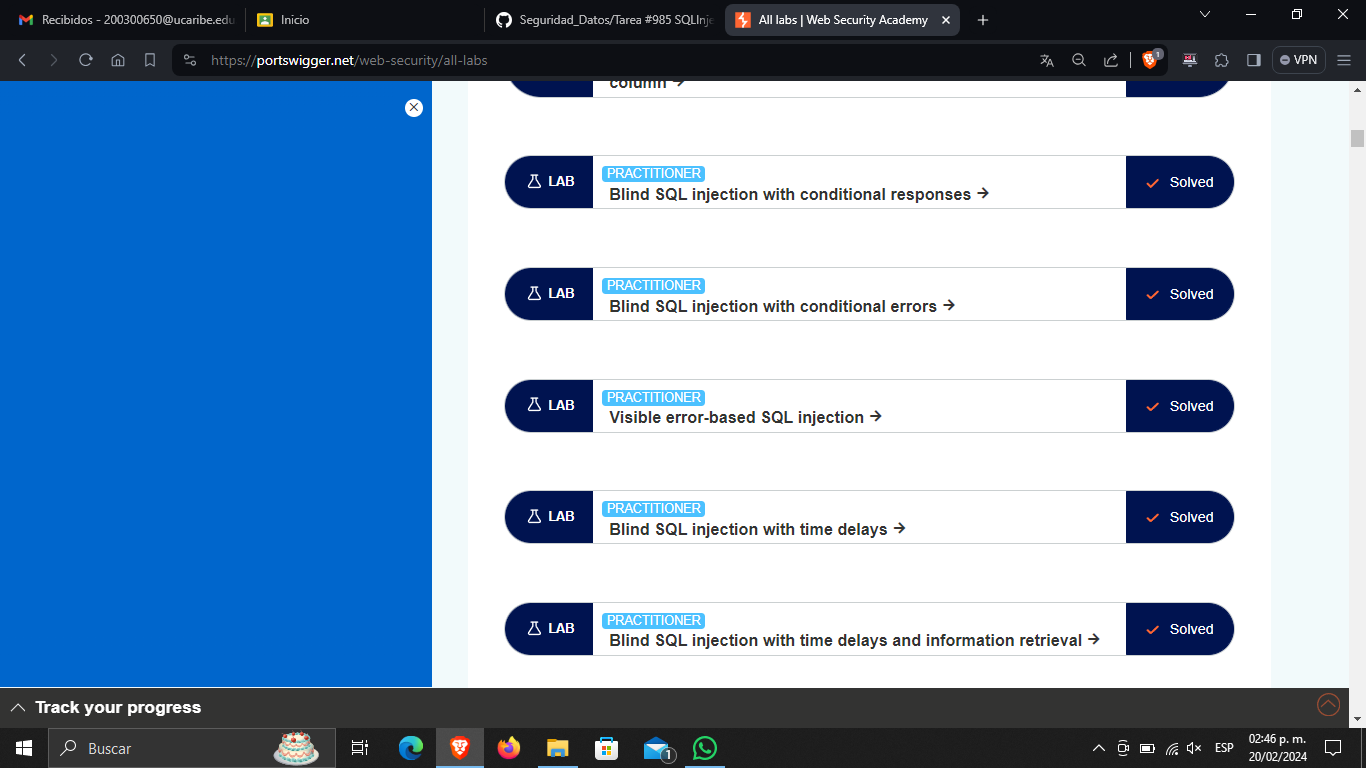 Recibidos - 200300650@ucaribe.edu
Inicio
Seguridad_Datos/Tarea #985 SQLInje
All labs | Web Security Academy
https://portswigger.net/web-security/all-labs
1
VPN
column →
LAB
PRACTITIONER
Blind SQL injection with conditional responses →
Solved
LAB
PRACTITIONER
Blind SQL injection with conditional errors →
Solved
LAB
PRACTITIONER
Visible error-based SQL injection →
Solved
LAB
PRACTITIONER
Blind SQL injection with time delays →
Solved
LAB
PRACTITIONER
Blind SQL injection with time delays and information retrieval →
Solved
Track your progress
Buscar
1
ESP
02:46 p. m.
20/02/2024